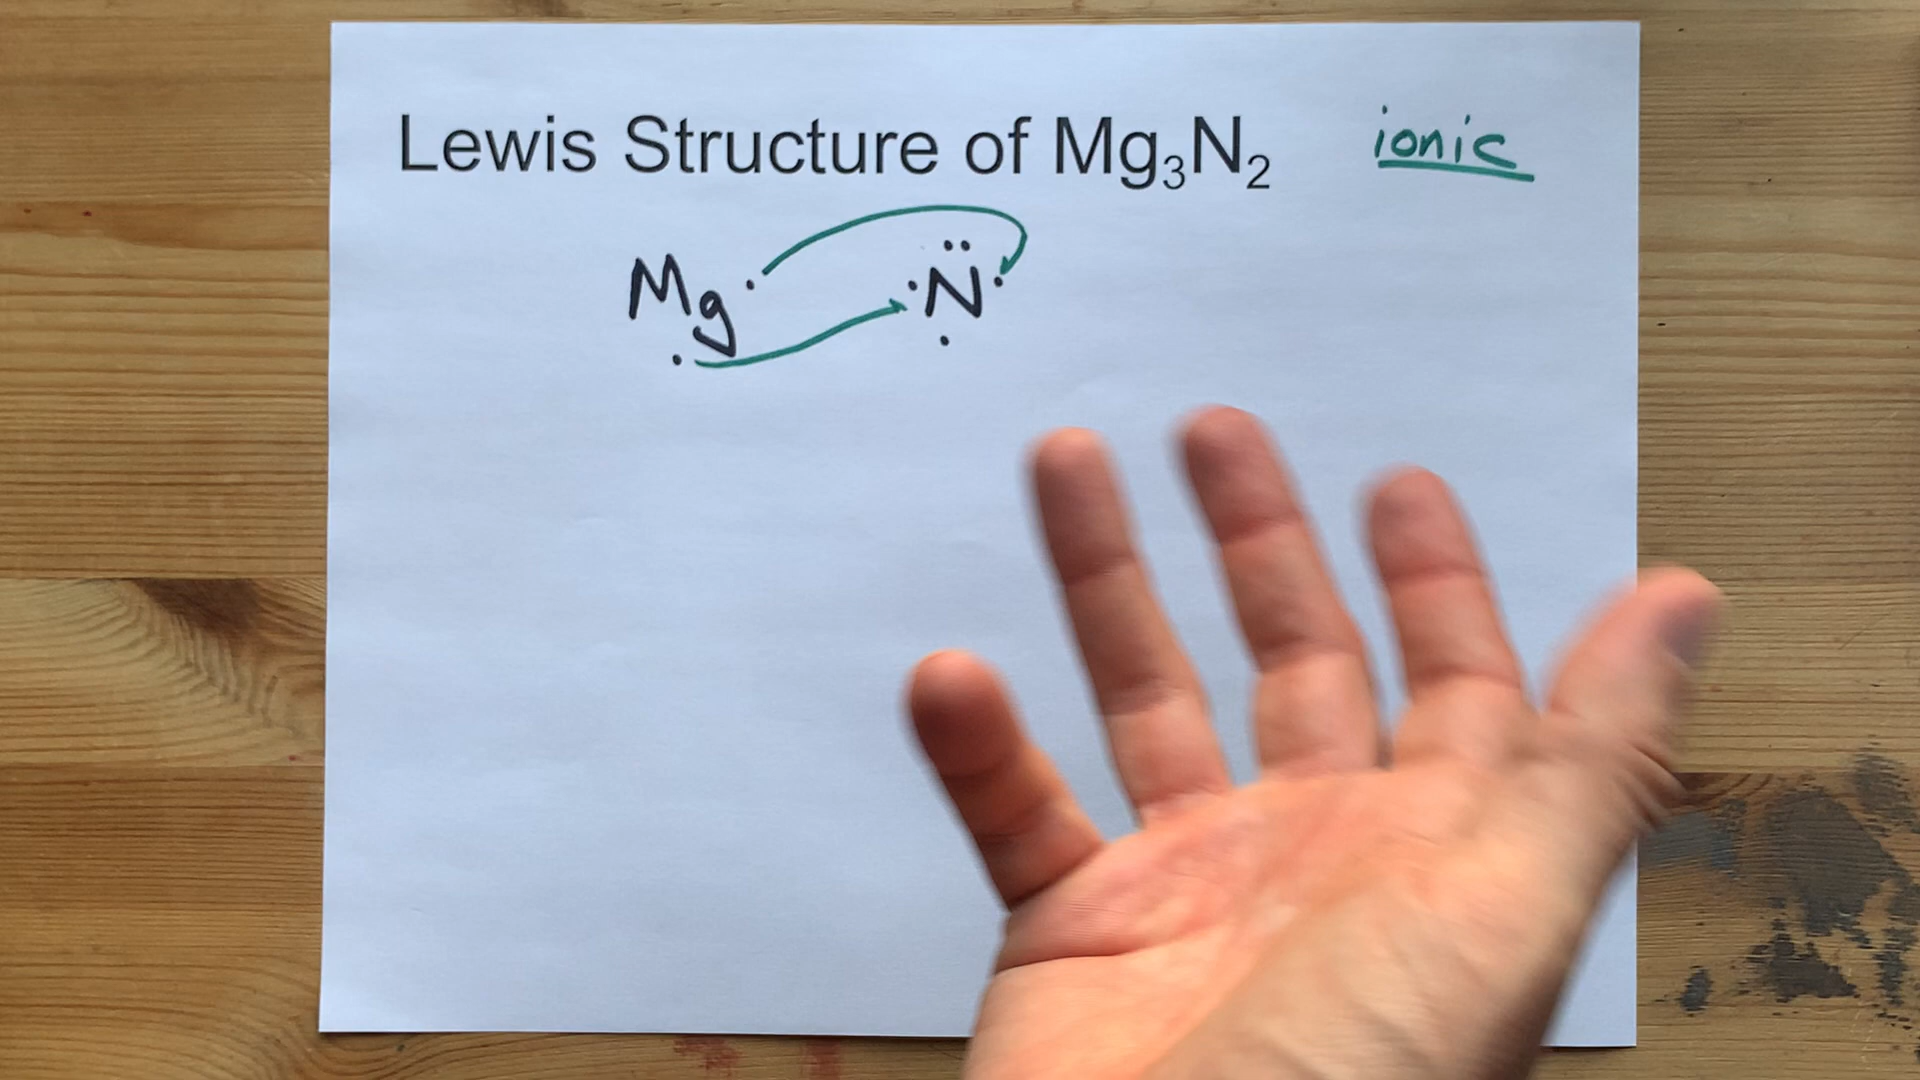 Lewis Structure of Mg₃N₂ ionic
Mg N